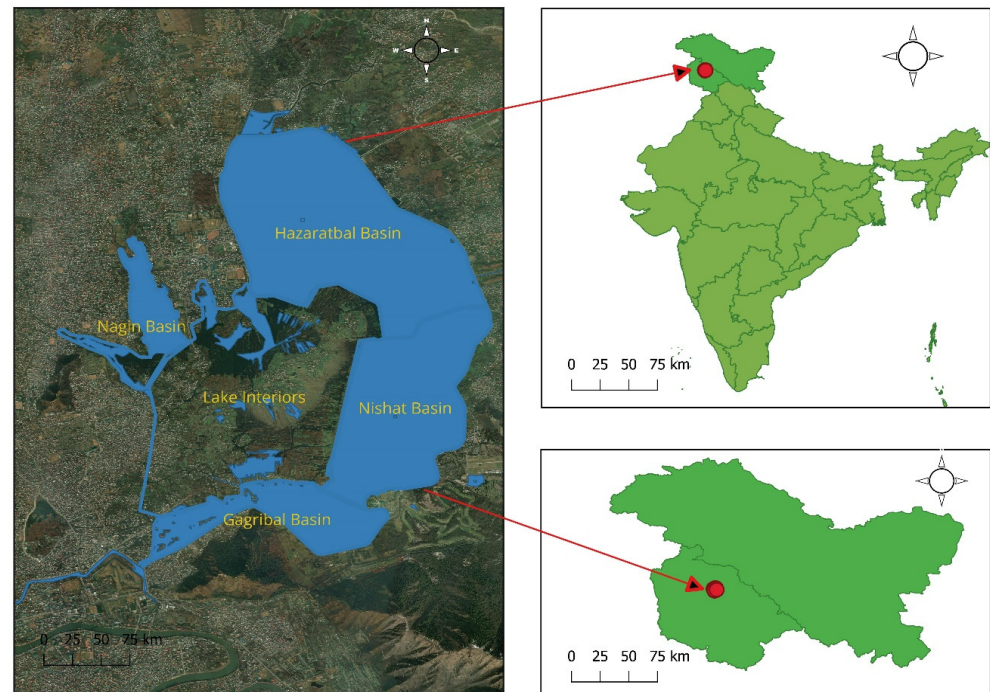 N
W E
S
Hazaratbal Basin
Nagin Basin
Lake Interiors
Nishat Basin
Gagribal Basin
0 25 50 75 km
0 25 50 75 km
0 25 50 75 km